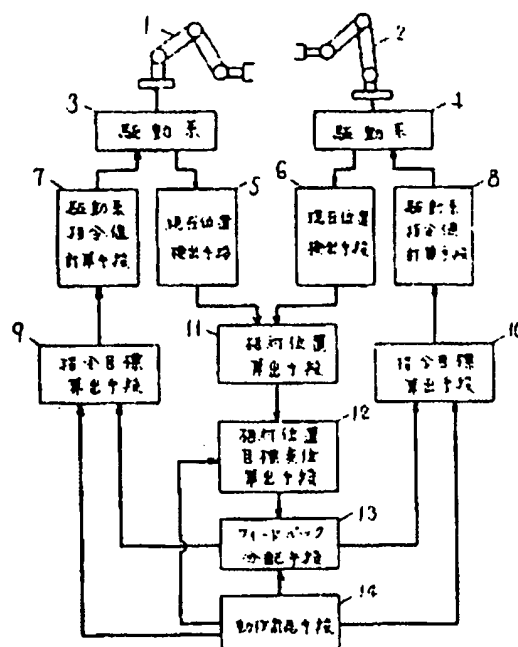 1
2
3
駆動系
4
駆動系
7
駆動系
指令値
計算手段
5
現在位置
検出手段
6
現在位置
検出手段
8
駆動系
指令値
計算手段
9
指令目標
算出手段
11
相対位置
算出手段
10
指令目標
算出手段
12
相対位置
目標変位
算出手段
13
フィードバック
分配手段
14
手段